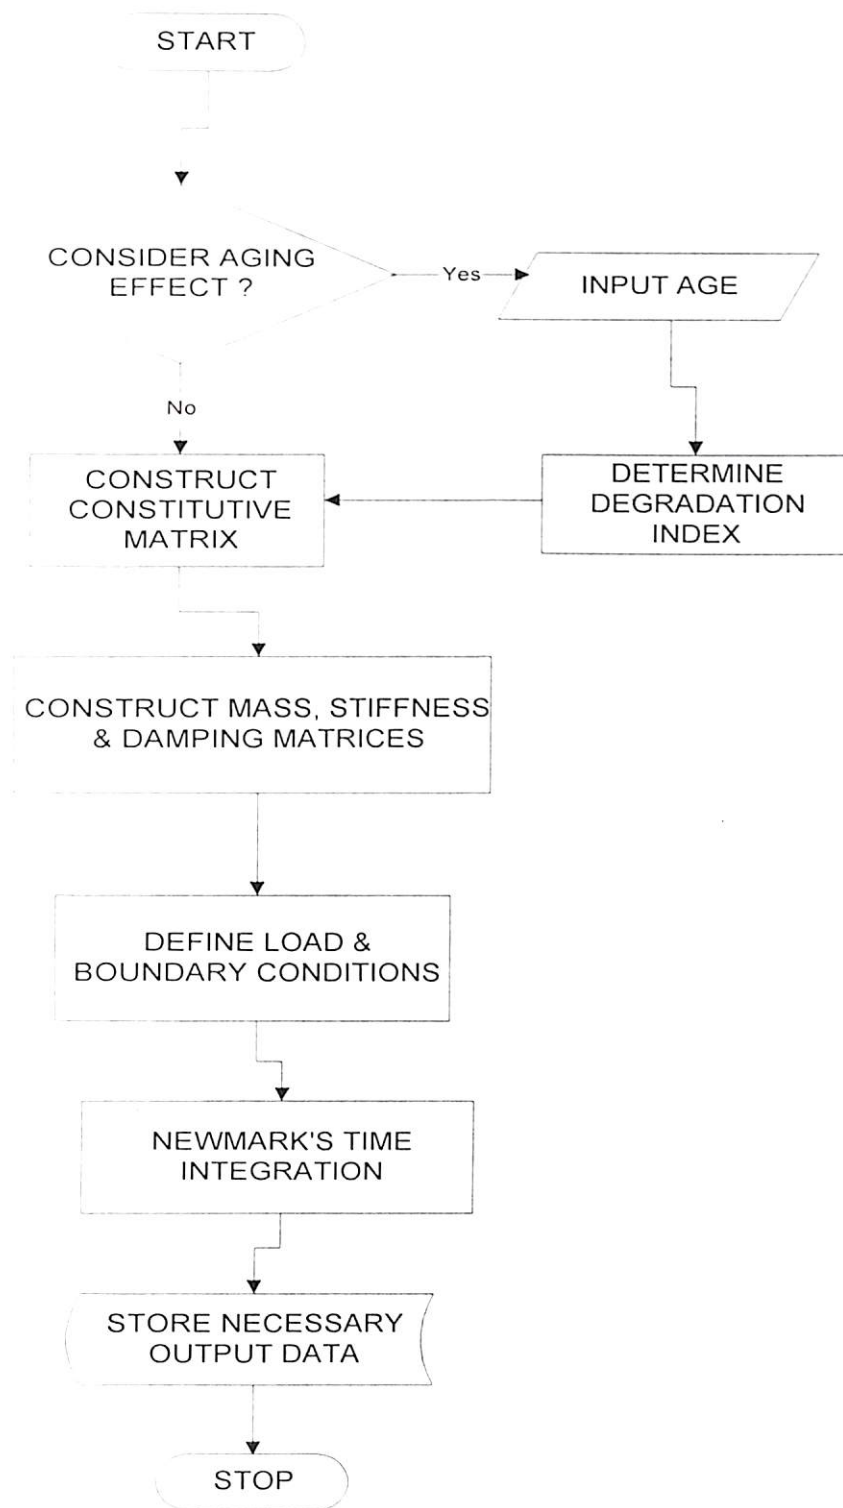 START
CONSIDER AGING
EFFECT ?
Yes
INPUT AGE
No
CONSTRUCT
CONSTITUTIVE
MATRIX
DETERMINE
DEGRADATION
INDEX
CONSTRUCT MASS, STIFFNESS
& DAMPING MATRICES
DEFINE LOAD &
BOUNDARY CONDITIONS
NEWMARK'S TIME
INTEGRATION
STORE NECESSARY
OUTPUT DATA
STOP